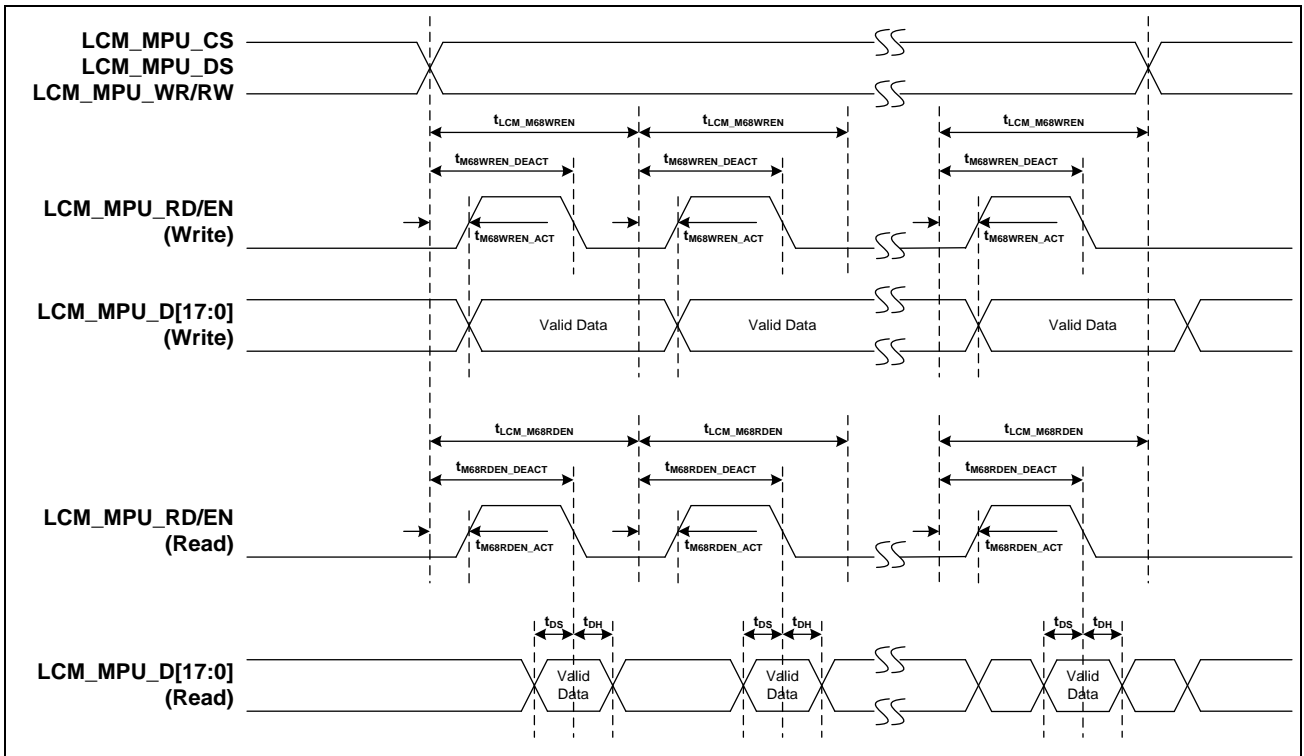 LCM_MPU_CS
LCM_MPU_DS
LCM_MPU_WR/RW
tLCM_M68WREN tLCM_M68WREN tLCM_M68WREN
tM68WREN_DEACT tM68WREN_DEACT tM68WREN_DEACT
LCM_MPU_RD/EN
(Write)
tM68WREN_ACT tM68WREN_ACT tM68WREN_ACT
LCM_MPU_D[17:0]
(Write)
Valid Data Valid Data Valid Data
tLCM_M68RDEN tLCM_M68RDEN tLCM_M68RDEN
tM68RDEN_DEACT tM68RDEN_DEACT tM68RDEN_DEACT
LCM_MPU_RD/EN
(Read)
tM68RDEN_ACT tM68RDEN_ACT tM68RDEN_ACT
tDS tDH tDS tDH tDS tDH
LCM_MPU_D[17:0]
(Read)
Valid Valid Valid
Data Data Data